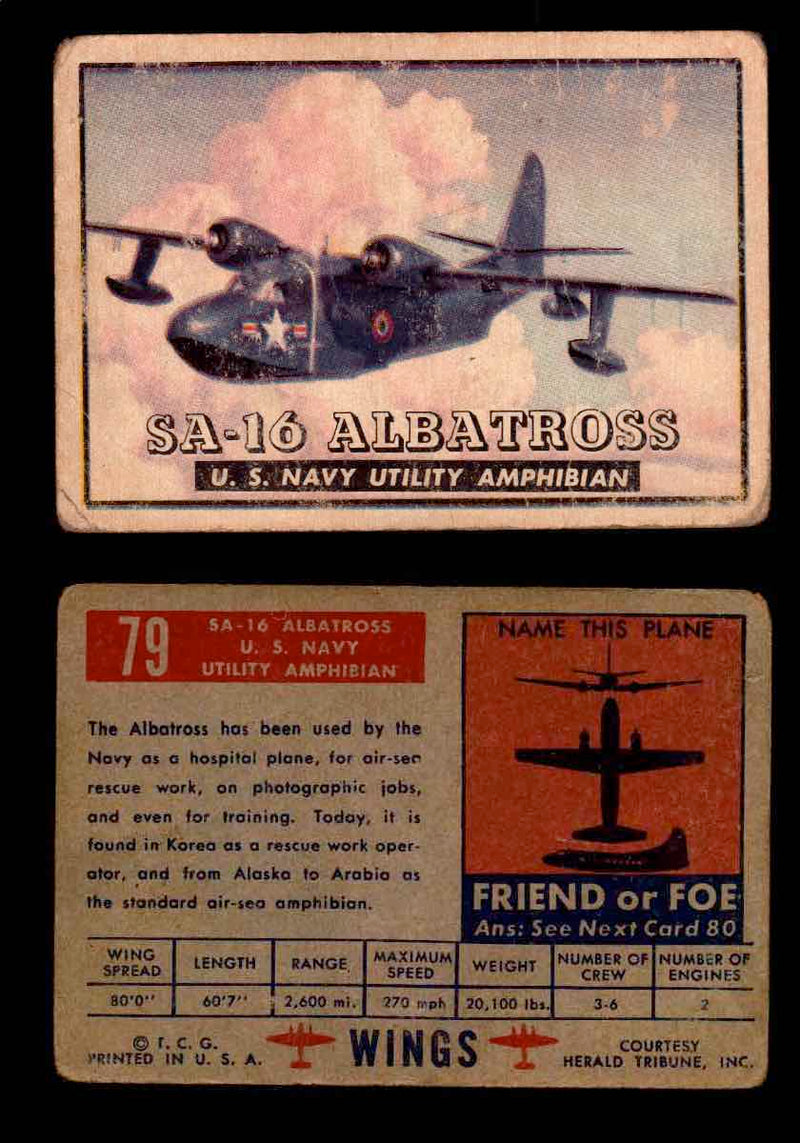 SA-16 ALBATROSS
U. S. NAVY UTILITY AMPHIBIAN
79
SA-16 ALBATROSS
U. S. NAVY
UTILITY AMPHIBIAN
The Albatross has been used by the
Navy as a hospital plane, for air-sea
rescue work, on photographic jobs,
and even for training. Today, it is
found in Korea as a rescue work oper-
ator, and from Alaska to Arabia as
the standard air-sea amphibian.
NAME THIS PLANE
FRIEND or FOE
Ans: See Next Card 80
WING SPREAD LENGTH RANGE MAXIMUM SPEED WEIGHT NUMBER OF CREW NUMBER OF ENGINES
80'0" 60'7" 2,600 mi. 270 mph 20,100 lbs. 3-6 2
© T. C. G.
PRINTED IN U. S. A.
WINGS
COURTESY
HERALD TRIBUNE, INC.